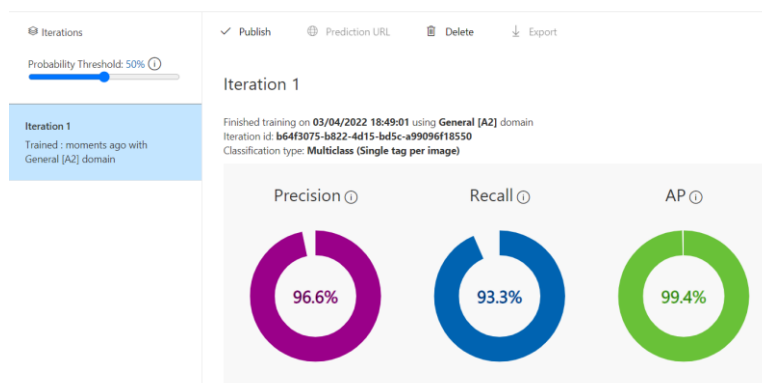 Iterations
Probability Threshold: 50%
Iteration 1
Trained : moments ago with
General [A2] domain
Publish
Prediction URL
Delete
Export
Iteration 1
Finished training on 03/04/2022 18:49:01 using General [A2] domain
Iteration id: b64f3075-b822-4d15-bd5c-a99096f18550
Classification type: Multiclass (Single tag per image)
Precision
Recall
AP
96.6%
93.3%
99.4%